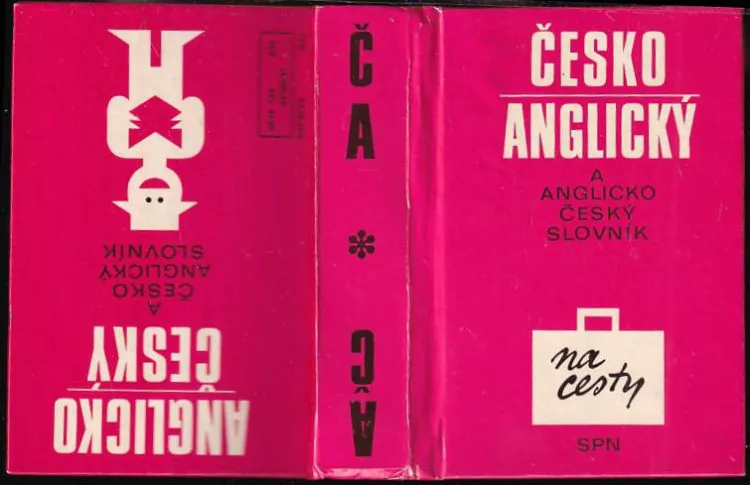 ČESKO
ANGLICKÝ
A
ANGLICKO
ČESKÝ
SLOVNÍK
na
cesty
SPN
Č
A
*
A
Č
ANGLICKO
ČESKÝ
A
ČESKO
ANGLICKÝ
SLOVNÍK